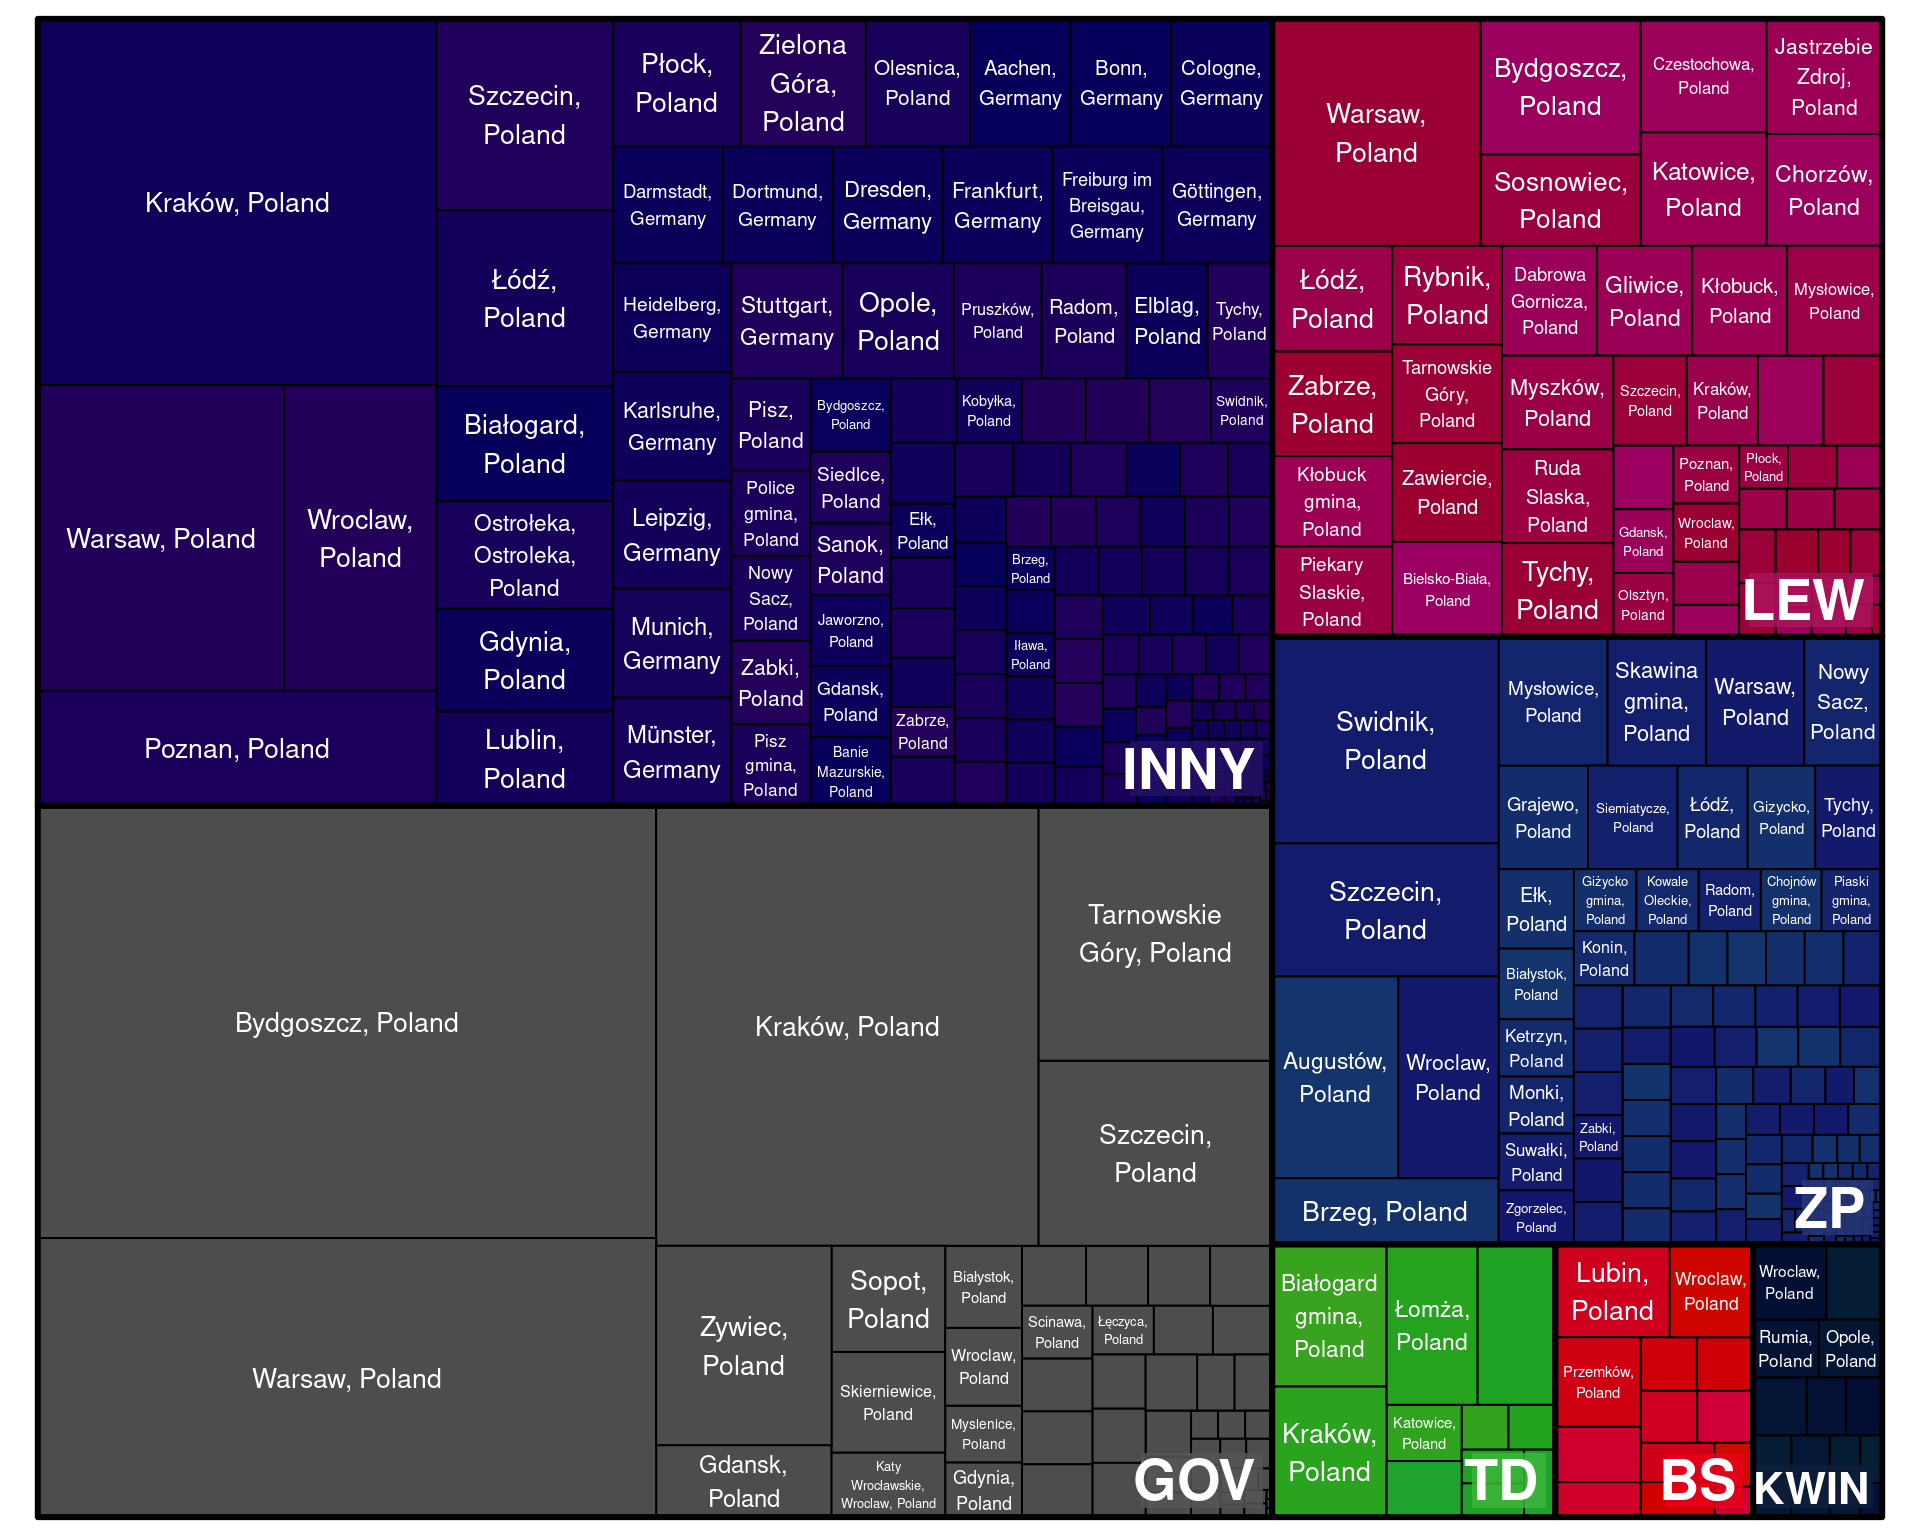 Kraków, Poland
Szczecin,
Poland
Łódź,
Poland
Warsaw, Poland
Wroclaw,
Poland
Poznan, Poland
Białogard,
Poland
Ostrołeka,
Ostroleka,
Poland
Gdynia,
Poland
Lublin,
Poland
Płock,
Poland
Zielona
Góra,
Poland
Olesnica,
Poland
Aachen,
Germany
Bonn,
Germany
Cologne,
Germany
Darmstadt,
Germany
Dortmund,
Germany
Dresden,
Germany
Frankfurt,
Germany
Freiburg im
Breisgau,
Germany
Göttingen,
Germany
Heidelberg,
Germany
Stuttgart,
Germany
Opole,
Poland
Pruszków,
Poland
Radom,
Poland
Elblag,
Poland
Tychy,
Poland
Karlsruhe,
Germany
Leipzig,
Germany
Munich,
Germany
Münster,
Germany
Pisz,
Poland
Police
gmina,
Poland
Nowy
Sacz,
Poland
Zabki,
Poland
Pisz
gmina,
Poland
Bydgoszcz,
Poland
Siedlce,
Poland
Sanok,
Poland
Jaworzno,
Poland
Gdansk,
Poland
Banie
Mazurskie,
Poland
Kobyłka,
Poland
Swidnik,
Poland
Ełk,
Poland
Zabrze,
Poland
Brzeg,
Poland
Iława,
Poland
INNY
Warsaw,
Poland
Bydgoszcz,
Poland
Sosnowiec,
Poland
Czestochowa,
Poland
Jastrzebie
Zdroj,
Poland
Katowice,
Poland
Chorzów,
Poland
Łódź,
Poland
Zabrze,
Poland
Kłobuck
gmina,
Poland
Piekary
Slaskie,
Poland
Rybnik,
Poland
Tarnowskie
Góry,
Poland
Zawiercie,
Poland
Bielsko-Biała,
Poland
Dabrowa
Gornicza,
Poland
Gliwice,
Poland
Kłobuck,
Poland
Mysłowice,
Poland
Myszków,
Poland
Ruda
Slaska,
Poland
Tychy,
Poland
Szczecin,
Poland
Kraków,
Poland
Gdansk,
Poland
Olsztyn,
Poland
Poznan,
Poland
Wroclaw,
Poland
Płock,
Poland
LEW
Bydgoszcz, Poland
Warsaw, Poland
Kraków, Poland
Tarnowskie
Góry, Poland
Szczecin,
Poland
Zywiec,
Poland
Gdansk,
Poland
Sopot,
Poland
Skierniewice,
Poland
Katy
Wrocławskie,
Wroclaw, Poland
Białystok,
Poland
Wroclaw,
Poland
Myslenice,
Poland
Gdynia,
Poland
Scinawa,
Poland
Łęczyca,
Poland
GOV
Swidnik,
Poland
Szczecin,
Poland
Augustów,
Poland
Wroclaw,
Poland
Brzeg, Poland
Mysłowice,
Poland
Skawina
gmina,
Poland
Warsaw,
Poland
Nowy
Sacz,
Poland
Grajewo,
Poland
Siemiatycze,
Poland
Łódź,
Poland
Gizycko,
Poland
Tychy,
Poland
Ełk,
Poland
Białystok,
Poland
Ketrzyn,
Poland
Monki,
Poland
Suwałki,
Poland
Zgorzelec,
Poland
Giżycko
gmina,
Poland
Kowale
Oleckie,
Poland
Radom,
Poland
Chojnów
gmina,
Poland
Piaski
gmina,
Poland
Konin,
Poland
Zabki,
Poland
ZP
Białogard
gmina,
Poland
Kraków,
Poland
Łomża,
Poland
Katowice,
Poland
TD
Lubin,
Poland
Wroclaw,
Poland
Przemków,
Poland
BS
Wroclaw,
Poland
Rumia,
Poland
Opole,
Poland
KWIN